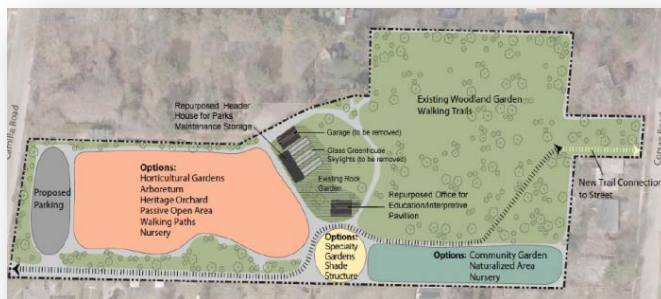 Camilla Road
Repurposed Header
House for Parks
Maintenance Storage
Garage (to be removed)
Glass Greenhouse
Skylights (to be removed)
Existing Rock
Garden
Existing Woodland Garden
Walking Trails
New Trail Connection
to Street
Repurposed Office for
Education/Interpretive
Pavilion
Proposed
Parking
Options:
Horticultural Gardens
Arboretum
Heritage Orchard
Passive Open Area
Walking Paths
Nursery
Options:
Specialty
Gardens
Shade
Structure
Options: Community Garden
Naturalized Area
Nursery